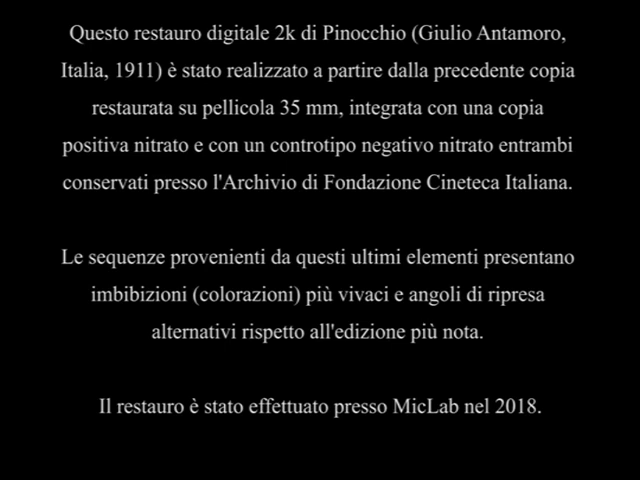 Questo restauro digitale 2k di Pinocchio (Giulio Antamoro,
Italia, 1911) è stato realizzato a partire dalla precedente copia
restaurata su pellicola 35 mm, integrata con una copia
positiva nitrato e con un controtipo negativo nitrato entrambi
conservati presso l'Archivio di Fondazione Cineteca Italiana.
Le sequenze provenienti da questi ultimi elementi presentano
imbibizioni (colorazioni) più vivaci e angoli di ripresa
alternativi rispetto all'edizione più nota.
Il restauro è stato effettuato presso MicLab nel 2018.